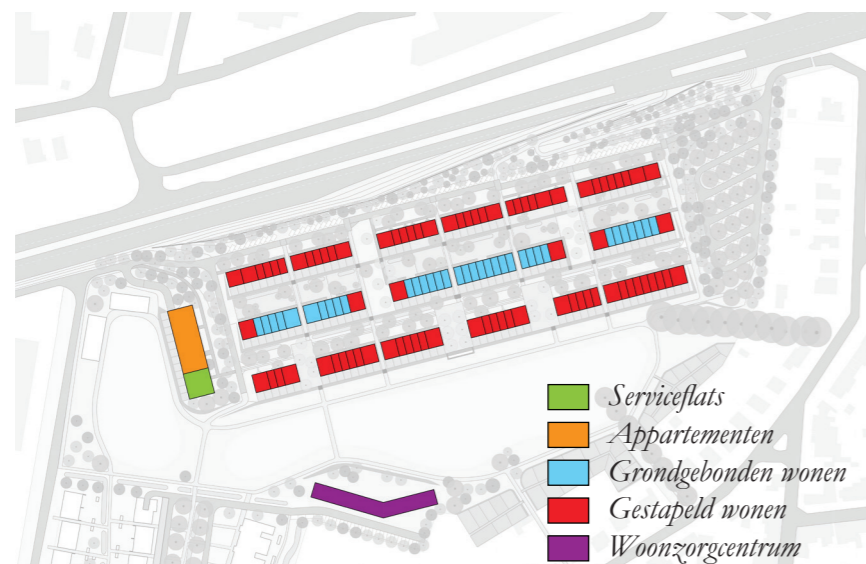 Serviceflats
Appartementen
Grondgebonden wonen
Gestapeld wonen
Woonzorgcentrum